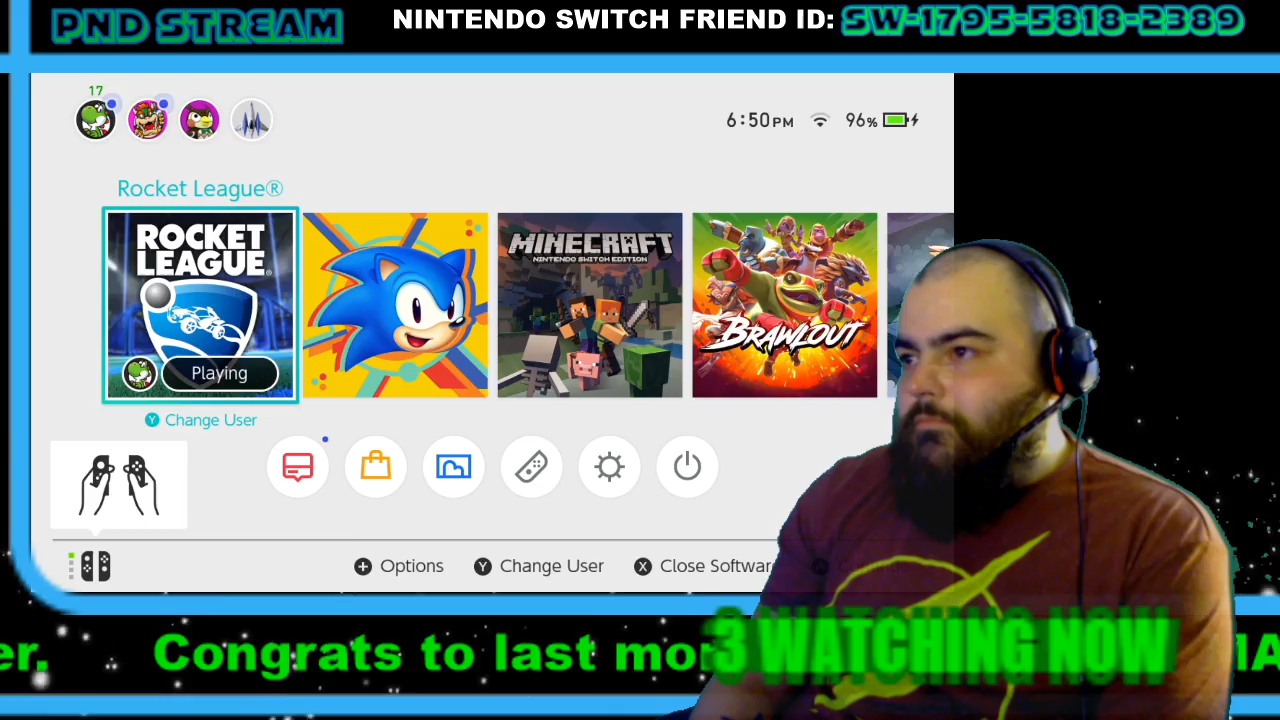 PND STREAM
NINTENDO SWITCH FRIEND ID: SW-1795-5818-2389
17
6:50 PM
96%
Rocket League®
ROCKET
LEAGUE®
Playing
MINECRAFT
NINTENDO SWITCH EDITION
BRAWLOUT
Y Change User
+ Options
Y Change User
X Close Softwar
er. Congrats to last mo
3 WATCHING NOW